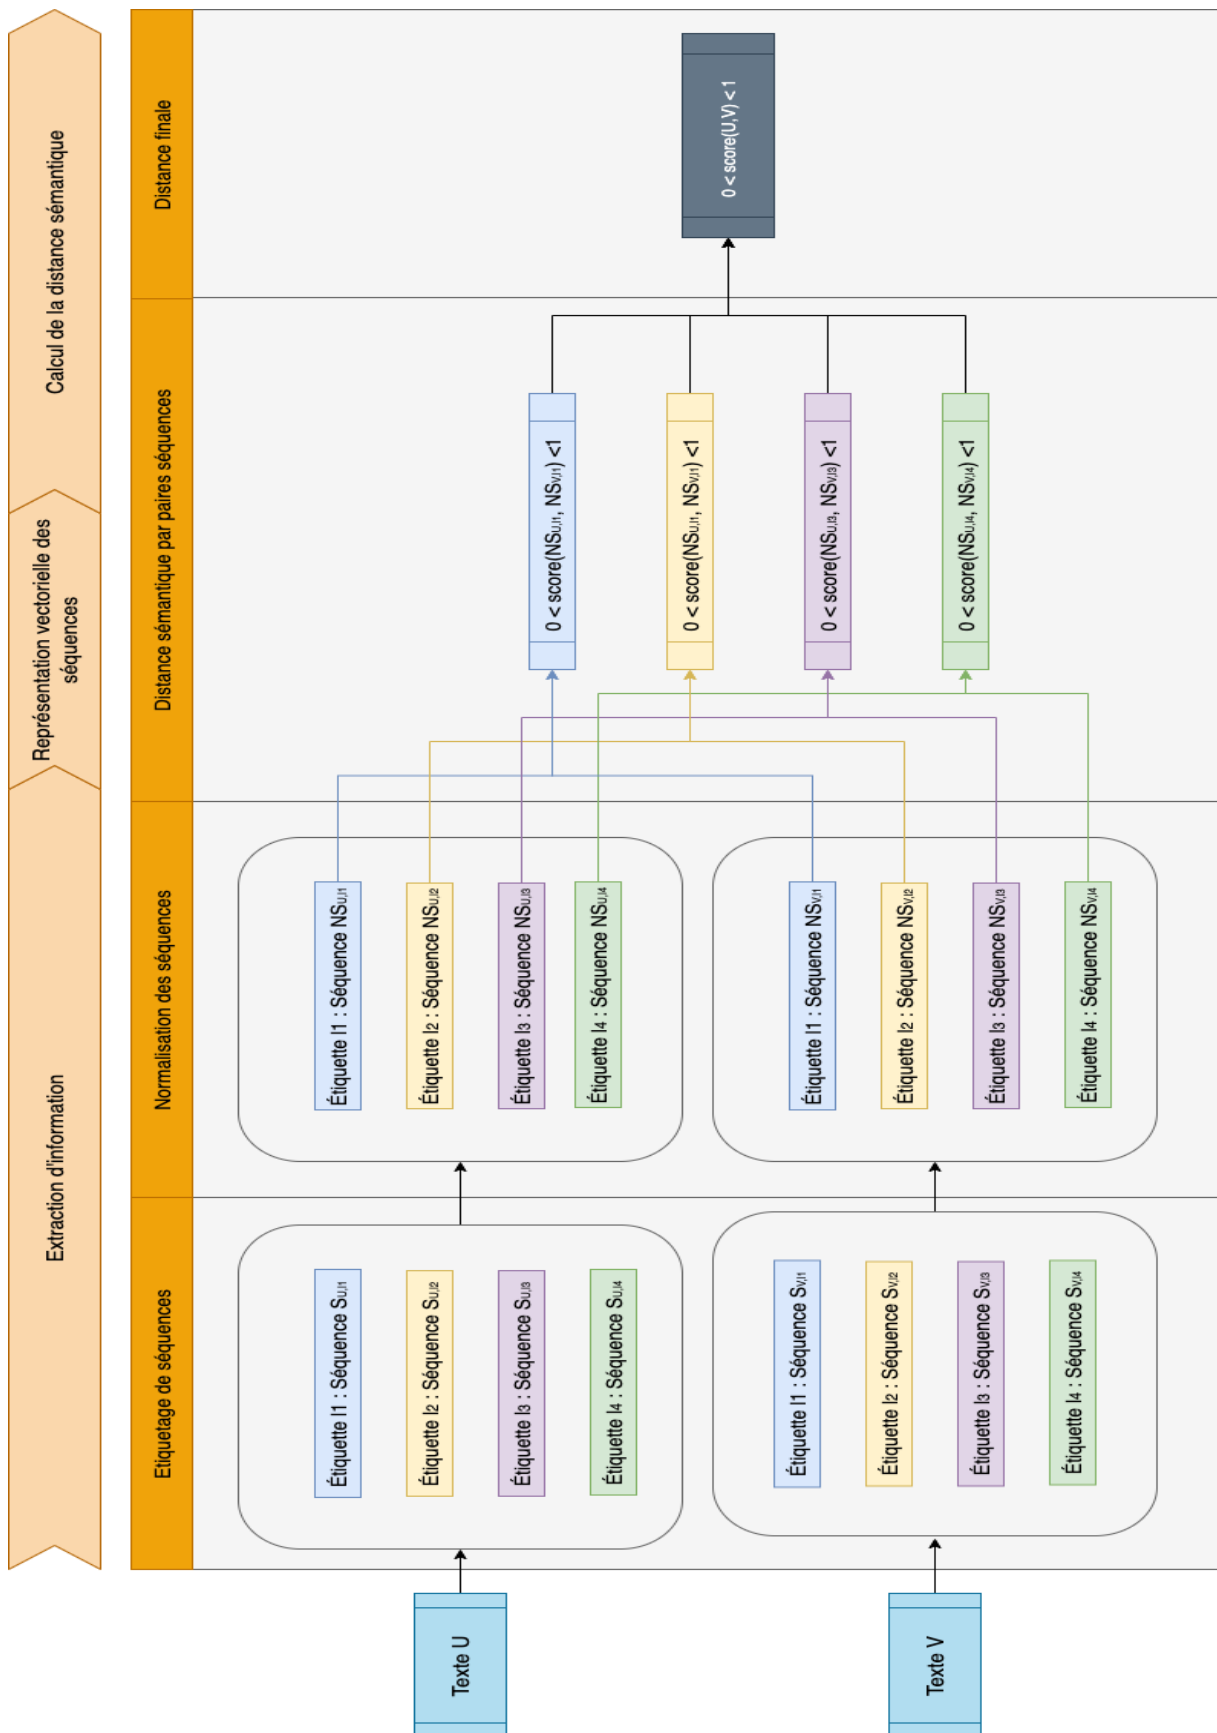 Extraction d'information
Représentation vectorielle des
séquences
Calcul de la distance sémantique
Etiquetage de séquences
Normalisation des séquences
Distance sémantique par paires séquences
Distance finale
Texte U
Étiquette l1 : Séquence SU,l1
Étiquette l2 : Séquence SU,l2
Étiquette l3 : Séquence SU,l3
Étiquette l4 : Séquence SU,l4
Étiquette l1 : Séquence NSU,l1
Étiquette l2 : Séquence NSU,l2
Étiquette l3 : Séquence NSU,l3
Étiquette l4 : Séquence NSU,l4
Texte V
Étiquette l1 : Séquence SV,l1
Étiquette l2 : Séquence SV,l2
Étiquette l3 : Séquence SV,l3
Étiquette l4 : Séquence SV,l4
Étiquette l1 : Séquence NSV,l1
Étiquette l2 : Séquence NSV,l2
Étiquette l3 : Séquence NSV,l3
Étiquette l4 : Séquence NSV,l4
0 < score(NSU,l1, NSV,l1) <1
0 < score(NSU,l1, NSV,l1) <1
0 < score(NSU,l3, NSV,l3) <1
0 < score(NSU,l4, NSV,l4) <1
0 < score(U,V) < 1